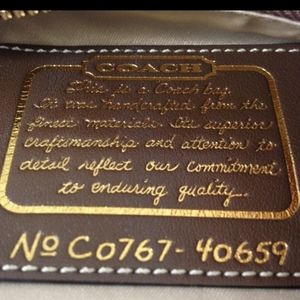 COACH
This is a Coach bag.
It was handcrafted from the
finest materials. Its superior
craftsmanship and attention to
detail reflect our commitment
to enduring quality.
No C0767-40659